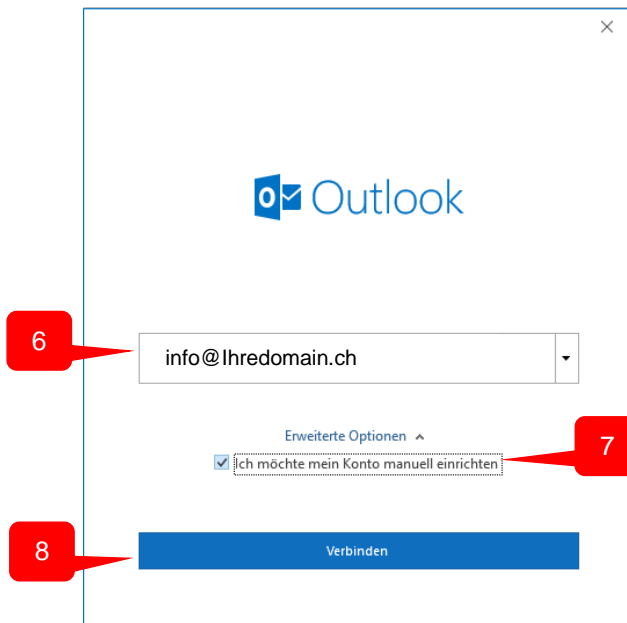 Outlook
6
info@Ihredomain.ch
Erweiterte Optionen
7
Ich möchte mein Konto manuell einrichten
8
Verbinden